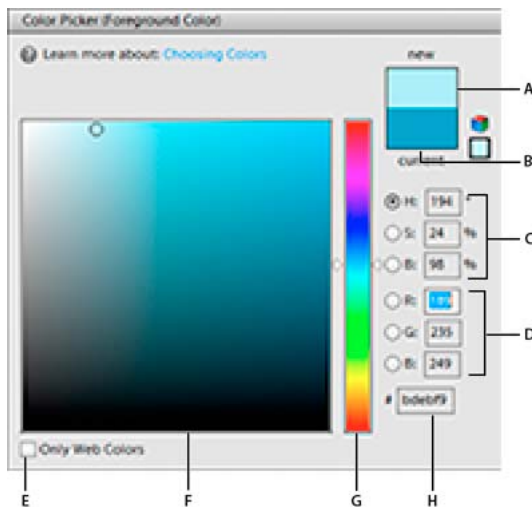 Color Picker (Foreground Color)
Learn more about: Choosing Colors
new
A
B
current
H: 194 °
S: 24 %
B: 98 %
C
R: 189
G: 235
B: 249
D
# bdebf9
Only Web Colors
E F G H